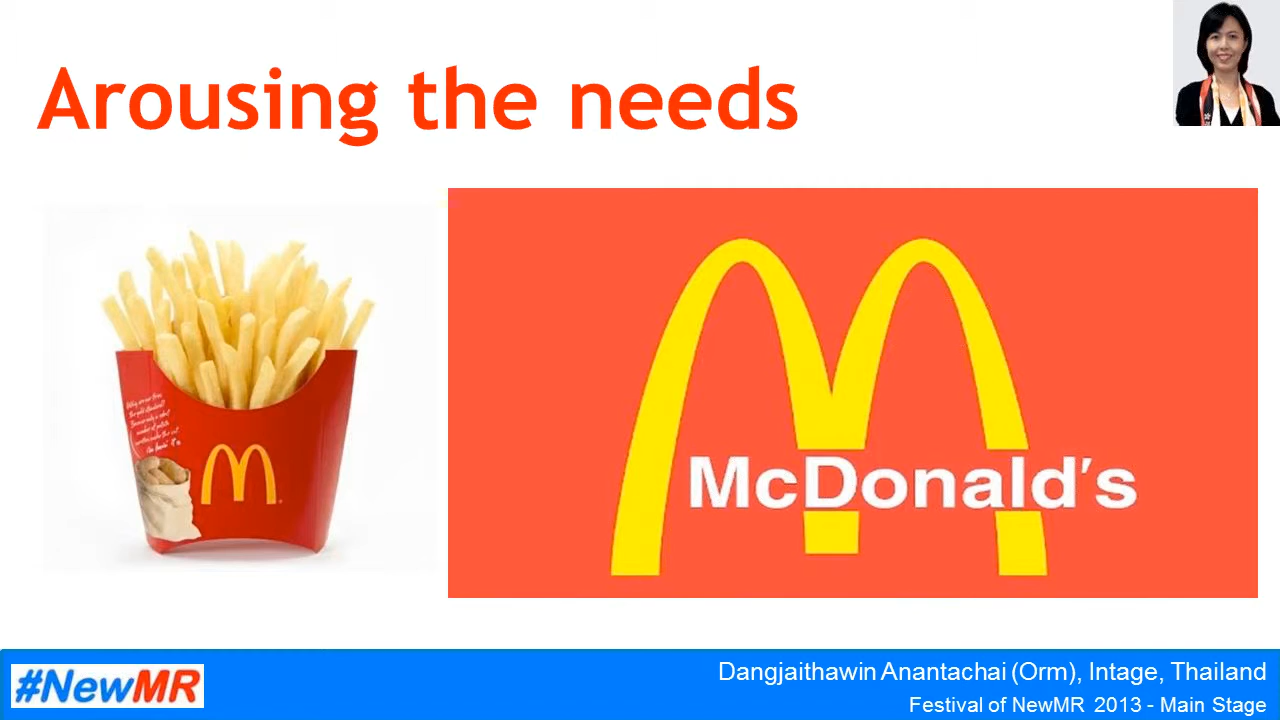 Arousing the needs
McDonald's
#NewMR
Dangjaithawin Anantachai (Orm), Intage, Thailand
Festival of NewMR 2013 - Main Stage